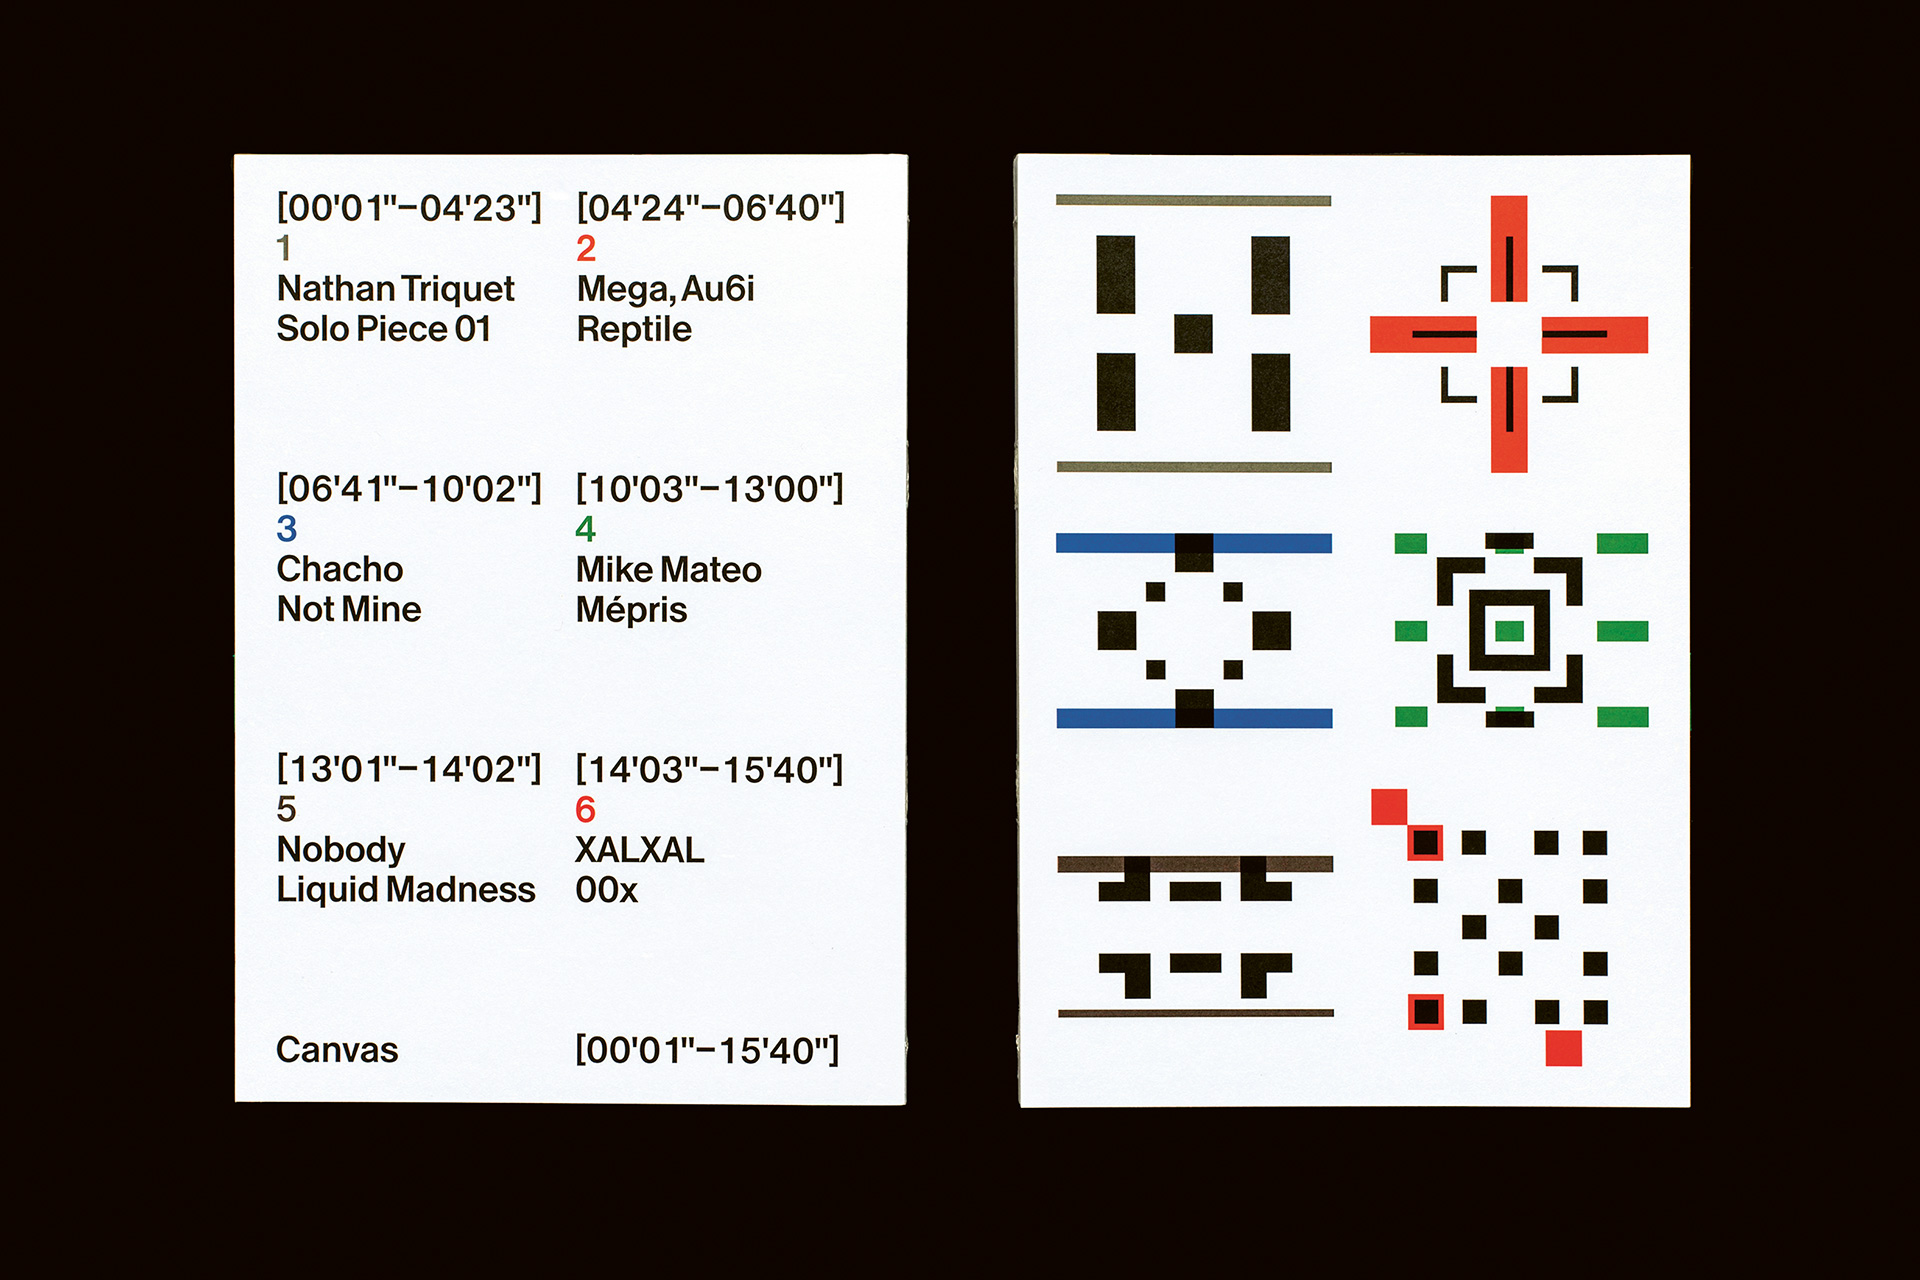 [00'01"–04'23"]
1
Nathan Triquet
Solo Piece 01
[04'24"–06'40"]
2
Mega, Au6i
Reptile
[06'41"–10'02"]
3
Chacho
Not Mine
[10'03"–13'00"]
4
Mike Mateo
Mépris
[13'01"–14'02"]
5
Nobody
Liquid Madness
[14'03"–15'40"]
6
XALXAL
00x
Canvas
[00'01"–15'40"]